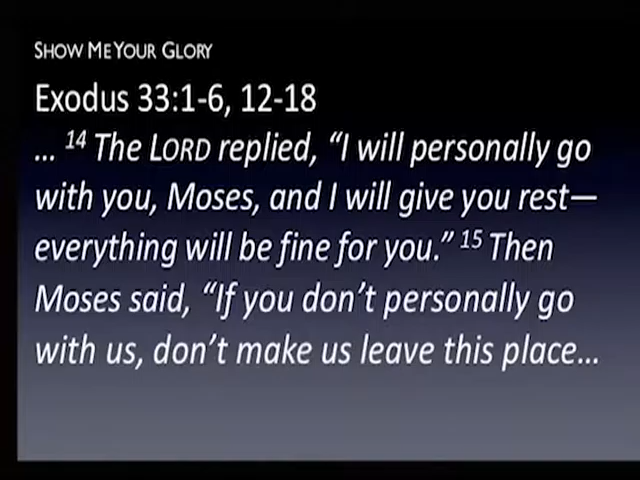 SHOW ME YOUR GLORY
Exodus 33:1-6, 12-18
... 14 The LORD replied, “I will personally go
with you, Moses, and I will give you rest—
everything will be fine for you.” 15 Then
Moses said, “If you don’t personally go
with us, don’t make us leave this place...